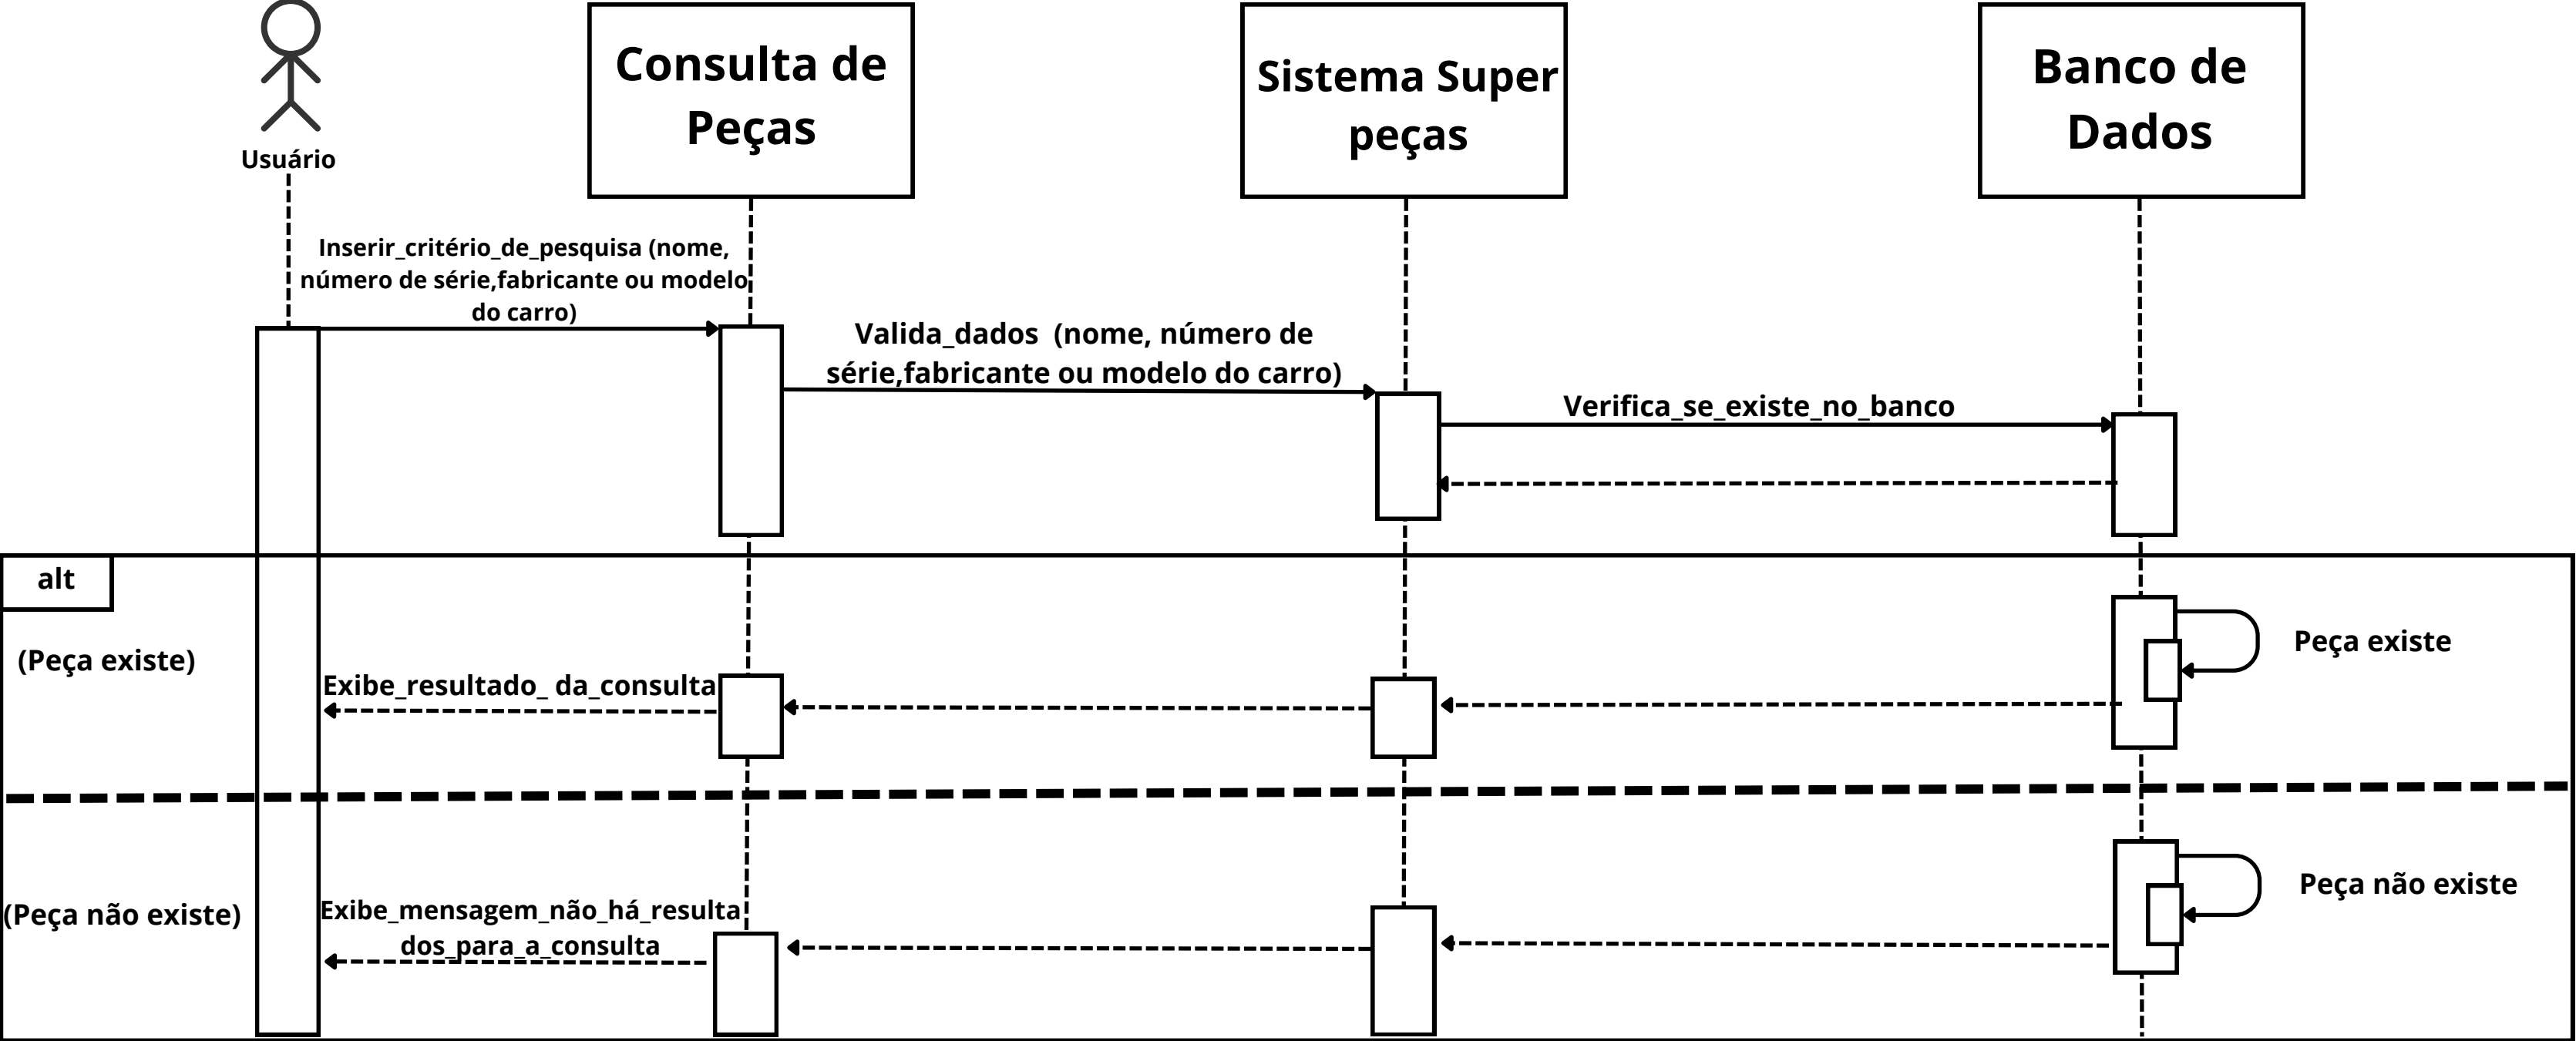 Usuário
Consulta de
Peças
Sistema Super
peças
Banco de
Dados
Inserir_critério_de_pesquisa (nome,
número de série,fabricante ou modelo
do carro)
Valida_dados  (nome, número de
série,fabricante ou modelo do carro)
Verifica_se_existe_no_banco
alt
(Peça existe)
Exibe_resultado_ da_consulta
Peça existe
(Peça não existe)
Exibe_mensagem_não_há_resulta
dos_para_a_consulta
Peça não existe